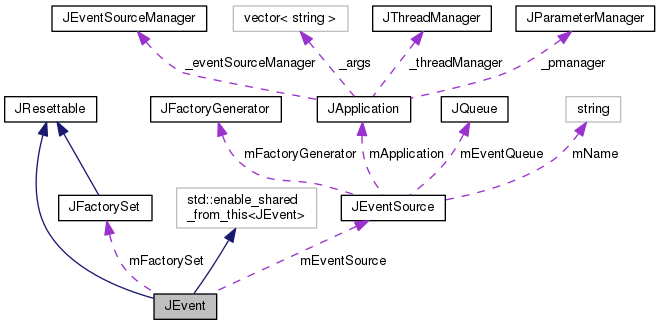 JEventSourceManager
vector< string >
JThreadManager
JParameterManager
_eventSourceManager
_args
_threadManager
_pmanager
JResettable
JFactoryGenerator
JApplication
JQueue
string
mFactoryGenerator
mApplication
mEventQueue
mName
JFactorySet
std::enable_shared
_from_this<JEvent>
JEventSource
mFactorySet
mEventSource
JEvent